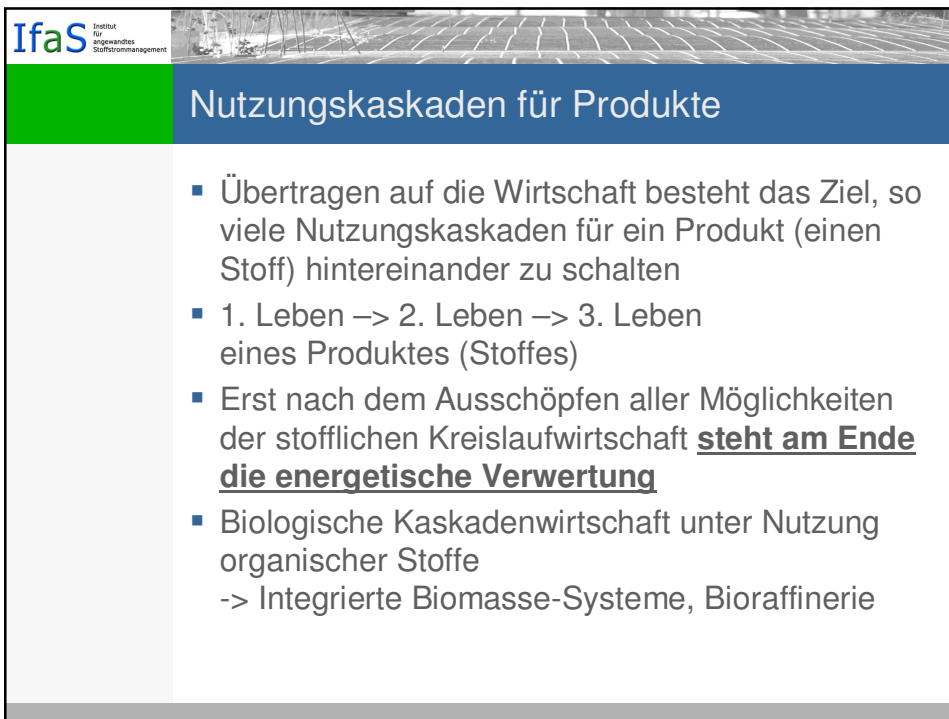 IfaS
Institut
für
angewandtes
Stoffstrommanagement
Nutzungskaskaden für Produkte
▪ Übertragen auf die Wirtschaft besteht das Ziel, so
viele Nutzungskaskaden für ein Produkt (einen
Stoff) hintereinander zu schalten
▪ 1. Leben –> 2. Leben –> 3. Leben
eines Produktes (Stoffes)
▪ Erst nach dem Ausschöpfen aller Möglichkeiten
der stofflichen Kreislaufwirtschaft steht am Ende
die energetische Verwertung
▪ Biologische Kaskadenwirtschaft unter Nutzung
organischer Stoffe
-> Integrierte Biomasse-Systeme, Bioraffinerie